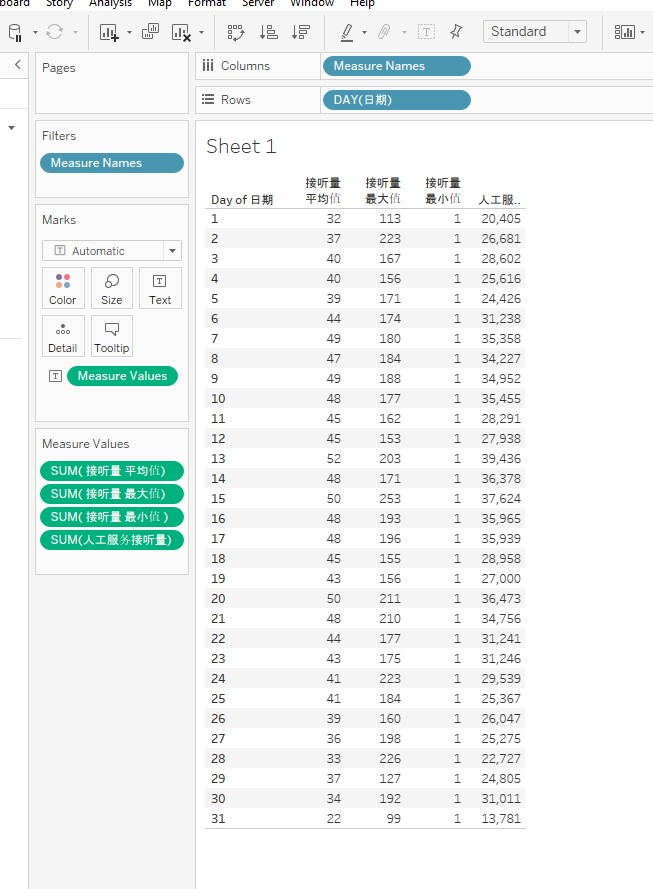 board Story Analysis Map Format Server Window Help
Standard
Pages
Columns Measure Names
Rows DAY(日期)
Filters
Measure Names
Marks
Automatic
Color Size Text
Detail Tooltip
Measure Values
Measure Values
SUM( 接听量 平均值)
SUM( 接听量 最大值)
SUM( 接听量 最小值 )
SUM(人工服务接听量)
Sheet 1
接听量 接听量 接听量
Day of 日期 平均值 最大值 最小值 人工服..
1 32 113 1 20,405
2 37 223 1 26,681
3 40 167 1 28,602
4 40 156 1 25,616
5 39 171 1 24,426
6 44 174 1 31,238
7 49 180 1 35,358
8 47 184 1 34,227
9 49 188 1 34,952
10 48 177 1 35,455
11 45 162 1 28,291
12 45 153 1 27,938
13 52 203 1 39,436
14 48 171 1 36,378
15 50 253 1 37,624
16 48 193 1 35,965
17 48 196 1 35,939
18 45 155 1 28,958
19 43 156 1 27,000
20 50 211 1 36,473
21 48 210 1 34,756
22 44 177 1 31,241
23 43 175 1 31,246
24 41 223 1 29,539
25 41 184 1 25,367
26 39 160 1 26,047
27 36 198 1 25,275
28 33 226 1 22,727
29 37 127 1 24,805
30 34 192 1 31,011
31 22 99 1 13,781